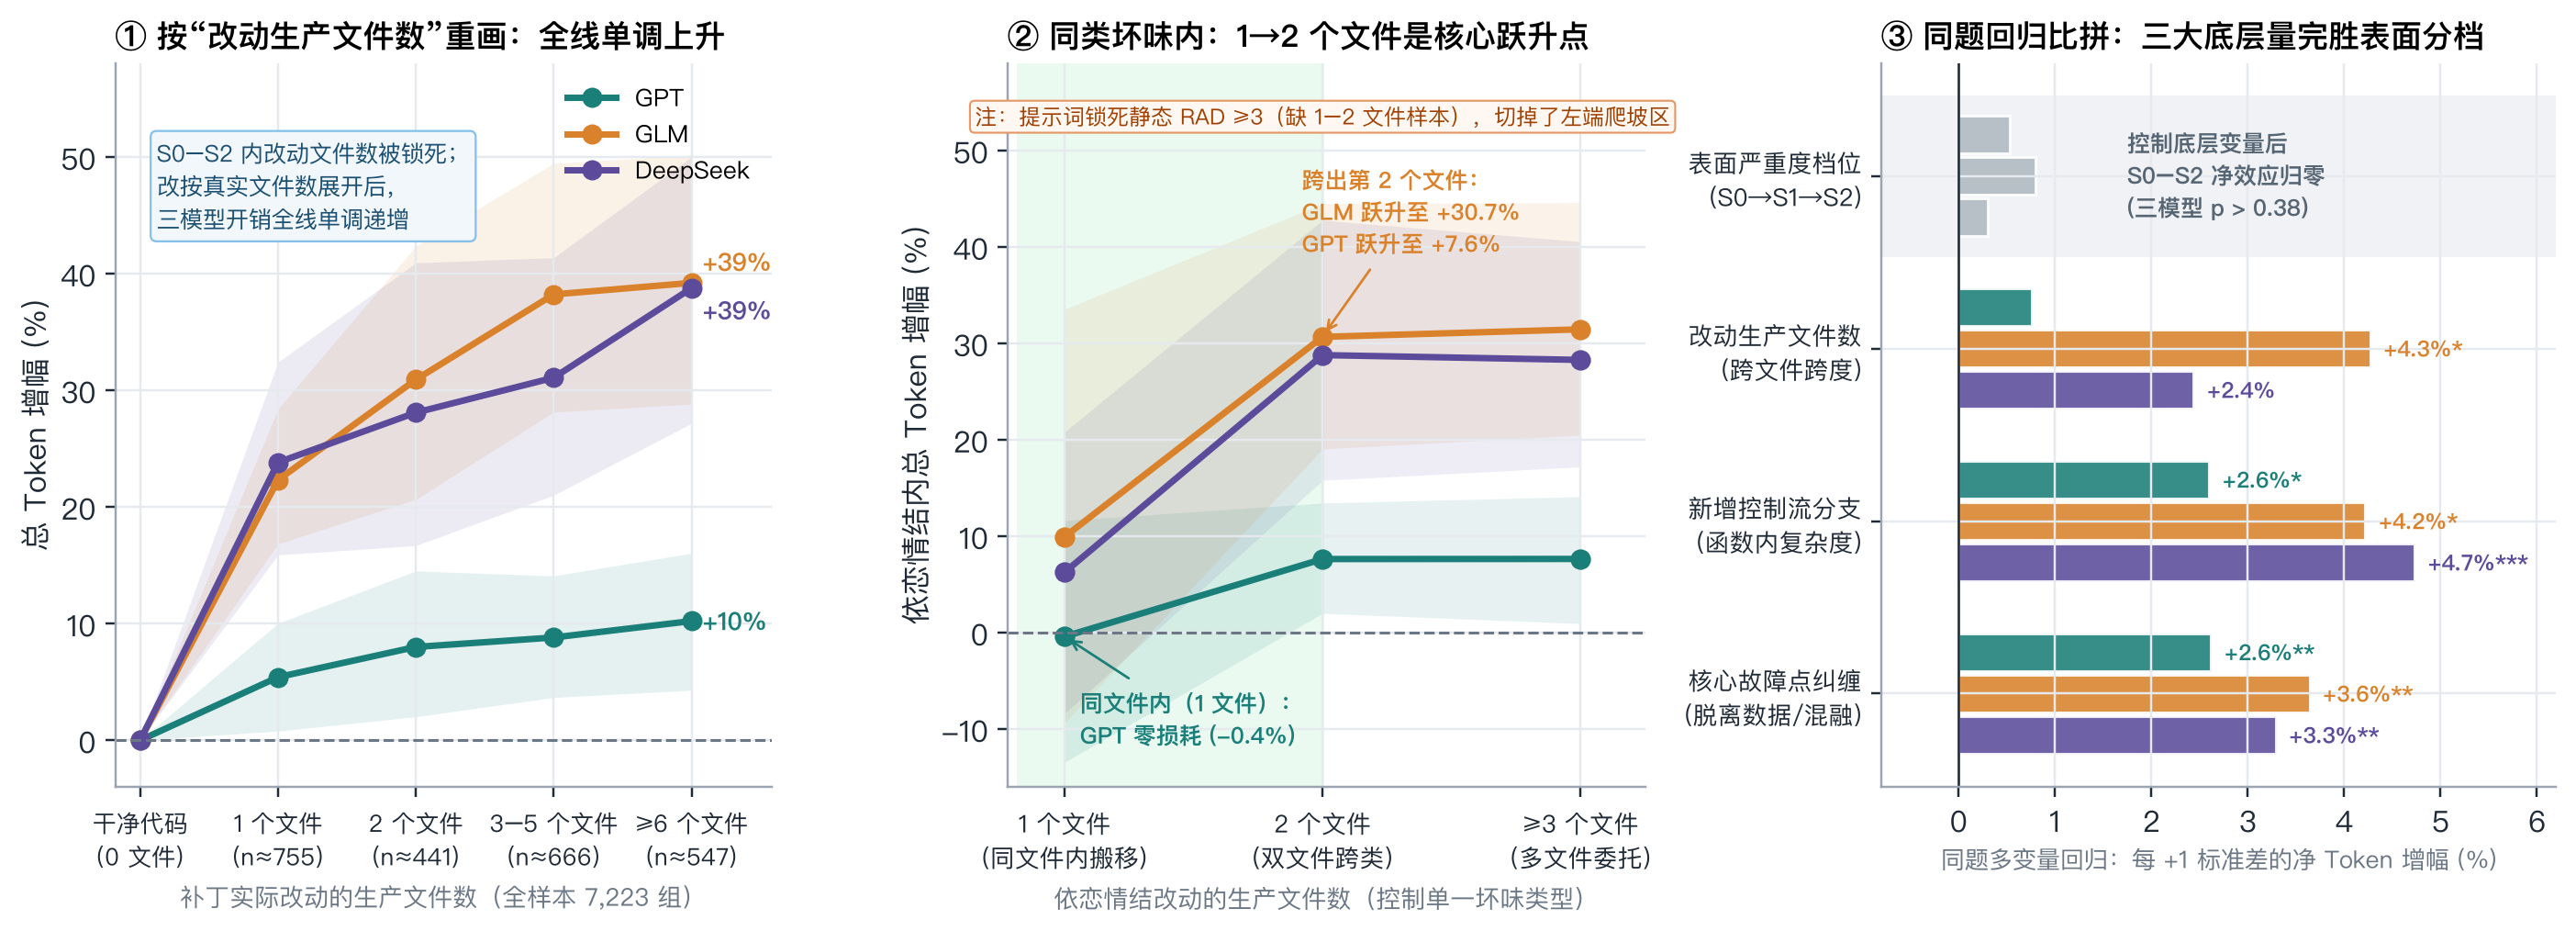 ① 按“改动生产文件数”重画：全线单调上升
总 Token 增幅 (%)
50
40
30
20
10
0
S0–S2 内改动文件数被锁死；
改按真实文件数展开后，
三模型开销全线单调递增
GPT
GLM
DeepSeek
+39%
+39%
+10%
干净代码
(0 文件)
1 个文件
(n≈755)
2 个文件
(n≈441)
3–5 个文件
(n≈666)
≥6 个文件
(n≈547)
补丁实际改动的生产文件数（全样本 7,223 组）
② 同类坏味内：1→2 个文件是核心跃升点
依恋情结内总 Token 增幅 (%)
注：提示词锁死静态 RAD ≥3（缺 1–2 文件样本），切掉了左端爬坡区
50
40
30
20
10
0
−10
跨出第 2 个文件：
GLM 跃升至 +30.7%
GPT 跃升至 +7.6%
同文件内（1 文件）：
GPT 零损耗 (−0.4%)
1 个文件
(同文件内搬移)
2 个文件
(双文件跨类)
≥3 个文件
(多文件委托)
依恋情结改动的生产文件数（控制单一坏味类型）
③ 同题回归比拼：三大底层量完胜表面分档
表面严重度档位
(S0→S1→S2)
控制底层变量后
S0–S2 净效应归零
(三模型 p > 0.38)
改动生产文件数
(跨文件跨度)
+4.3%*
+2.4%
新增控制流分支
(函数内复杂度)
+2.6%*
+4.2%*
+4.7%***
核心故障点纠缠
(脱离数据/混融)
+2.6%**
+3.6%**
+3.3%**
0
1
2
3
4
5
6
同题多变量回归：每 +1 标准差的净 Token 增幅 (%)